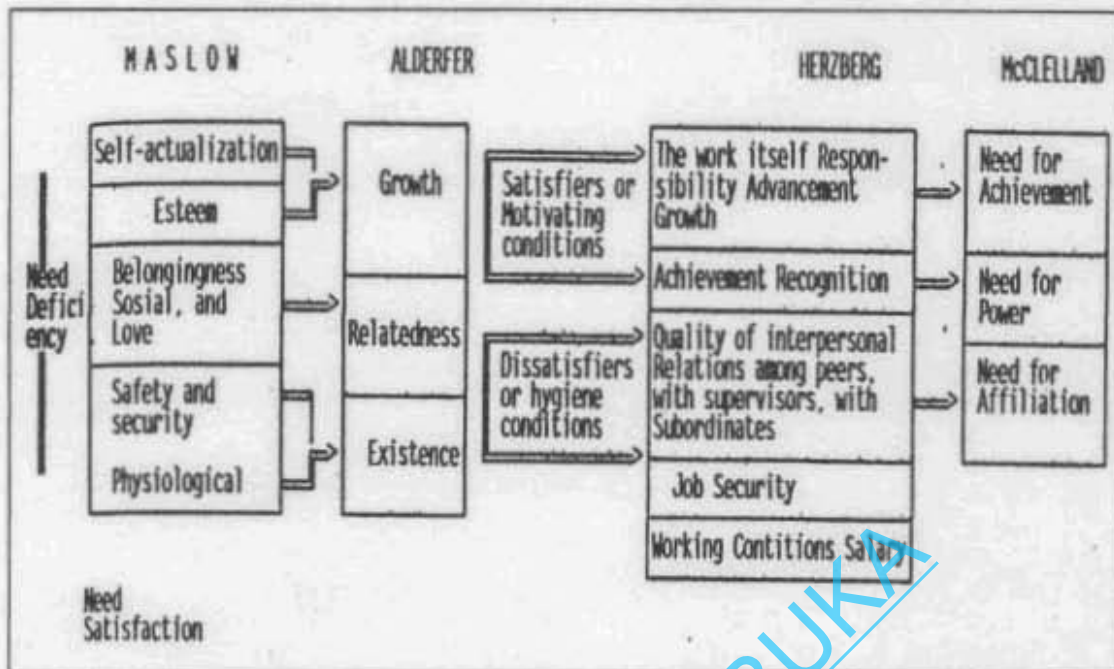 MASLOW
ALDERFER
HERZBERG
McCLELLAND
Need
Defici
ency
Self-actualization
Esteem
Belongingness
Sosial, and
Love
Safety and
security
Physiological
Growth
Relatedness
Existence
Satisfiers or
Motivating
conditions
Dissatisfiers
or hygiene
conditions
The work itself Respon-
sibility Advancement
Growth
Achievement Recognition
Quality of interpersonal
Relations among peers,
with supervisors, with
Subordinates
Job Security
Working Contitions Salary
Need for
Achievement
Need for
Power
Need for
Affiliation
Need
Satisfaction
BUKA